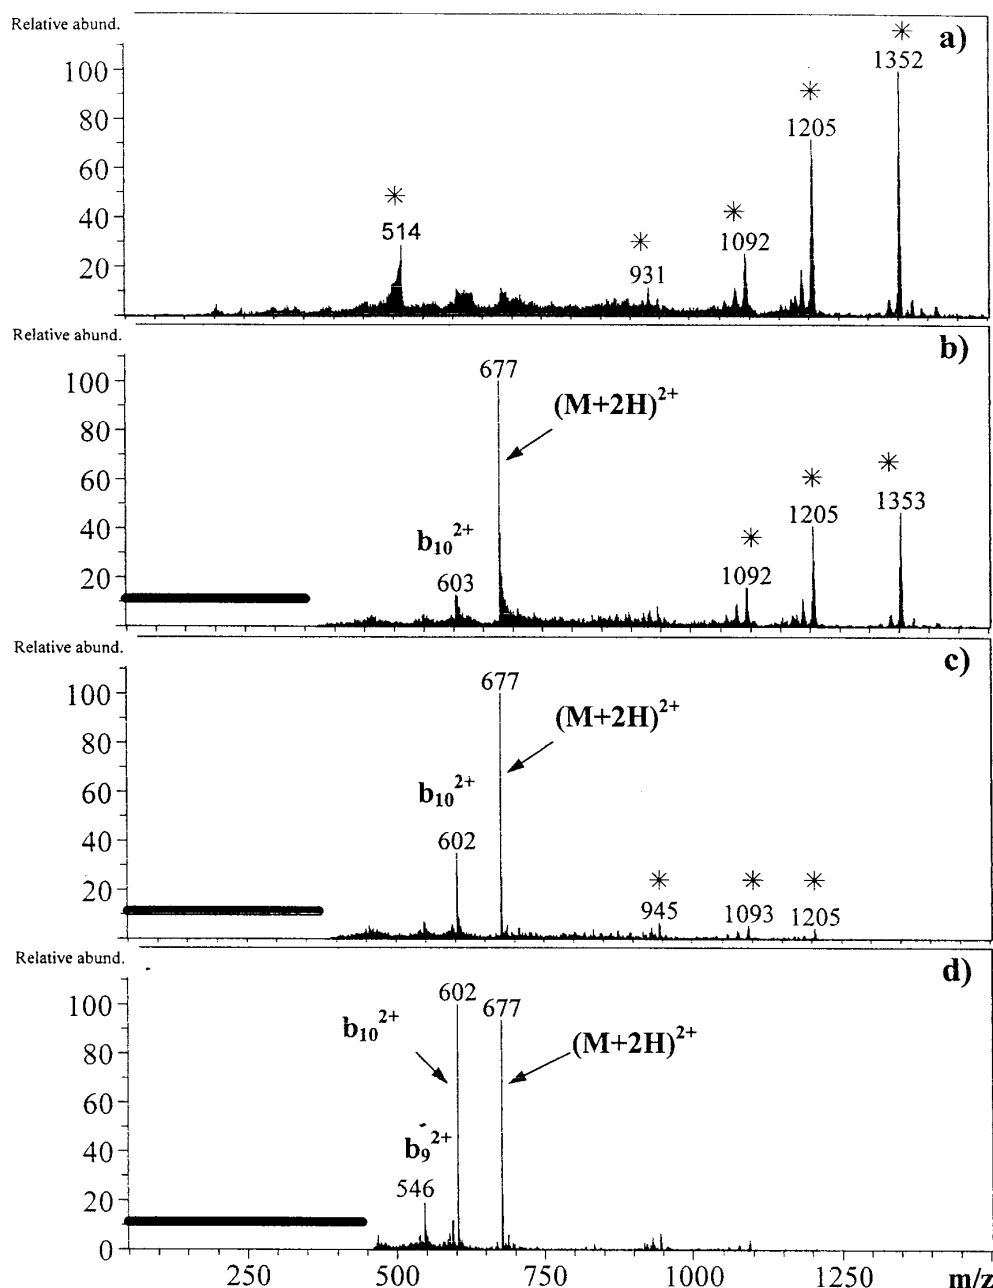 Relative abund.
a)
100
80
60
40
20
* 514
* 931
* 1092
* 1205
* 1352
Relative abund.
b)
100
80
60
40
20
b₁₀²⁺
603
677
(M+2H)²⁺
* 1092
* 1205
* 1353
Relative abund.
c)
100
80
60
40
20
b₁₀²⁺
602
677
(M+2H)²⁺
* 945
* 1093
* 1205
Relative abund.
d)
100
80
60
40
20
0
b₉²⁺
546
b₁₀²⁺
602
677
(M+2H)²⁺
250 500 750 1000 1250 m/z